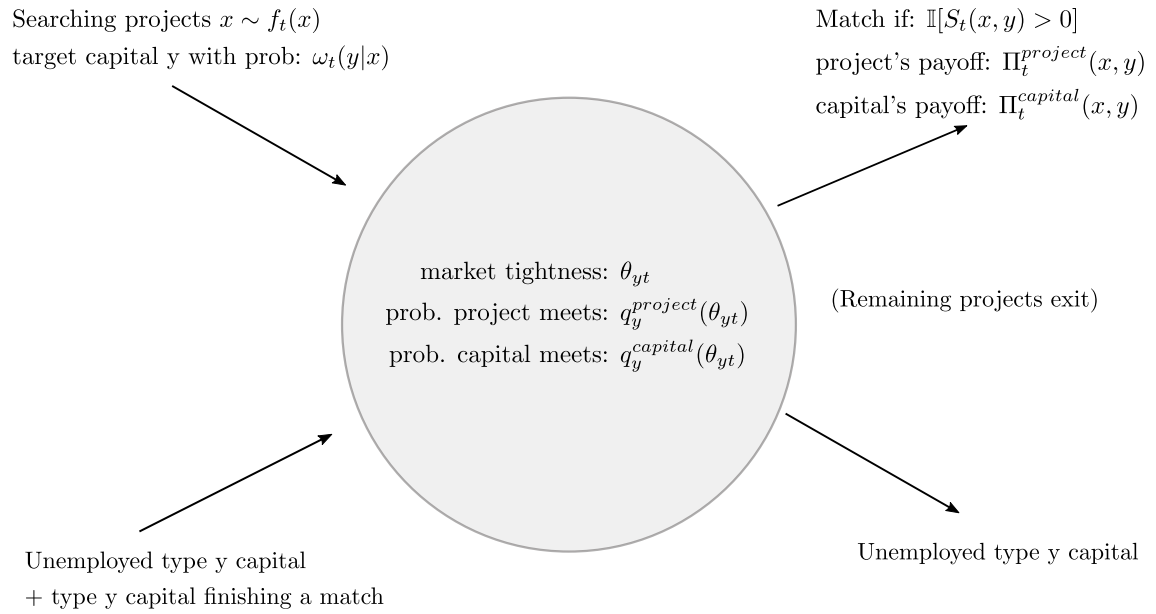 Searching projects x ∼ f_t(x)
target capital y with prob: ω_t(y|x)
Match if: 𝕀[S_t(x, y) > 0]
project's payoff: Π_t^{project}(x, y)
capital's payoff: Π_t^{capital}(x, y)
market tightness: θ_{yt}
prob. project meets: q_y^{project}(θ_{yt})
prob. capital meets: q_y^{capital}(θ_{yt})
(Remaining projects exit)
Unemployed type y capital
+ type y capital finishing a match
Unemployed type y capital